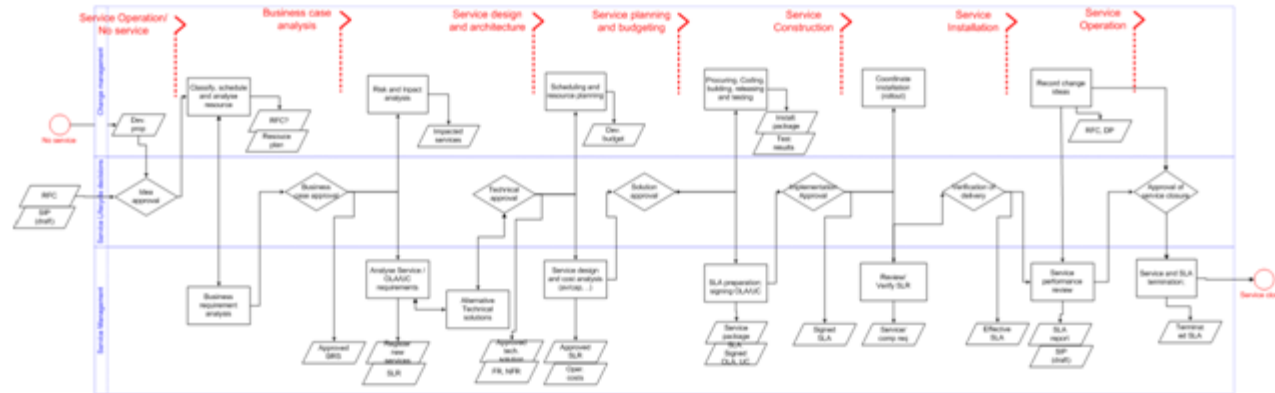 Service Operation/
No service
Business case
analysis
Service design
and architecture
Service planning
and budgeting
Service
Construction
Service
Installation
Service
Operation
Change management
Classify, schedule
and analyse
resource
Risk and Impact
analysis
Scheduling and
resource planning
Procuring, Coding,
building, releasing
and testing
Coordinate
installation
(rollout)
Record change
ideas
No service
Dev.
prop
RFC?
Resource
plan
Impacted
services
Dev.
budget
Install.
package
Test
results
RFC, DP
Service Lifecycle decisions
RFC
SIP
(draft)
Idea
approval
Business
case approval
Technical
approval
Solution
approval
Implementation
Approval
Verification of
delivery
Approval of
service closure
Service Management
Business
requirement
analysis
Analyse Service /
OLA/UC
requirements
Alternative
Technical
solutions
Service design
and cost analysis
SLA preparation
signing OLA/UC
Review/
Verify SLR
Service
performance
review
Service and SLA
termination.
Approved
BRS
Register
new
services
SLR
Approved
tech.
solution
FR, NFR
Approved
SLR
Oper.
costs
Service
package
SLA
Signed
OLA, UC
Signed
SLA
Service/
comp req
Effective
SLA
SLA
report
SIP
(draft)
Terminat
ed SLA